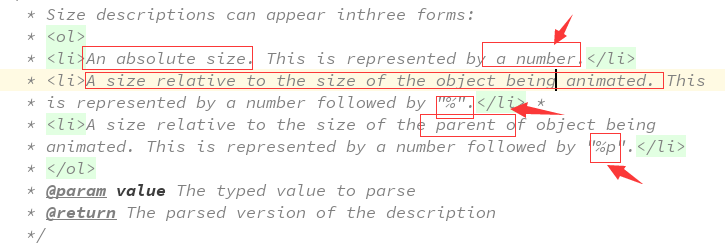 * Size descriptions can appear inthree forms:
* <ol>
* <li>An absolute size. This is represented by a number.</li>
* <li>A size relative to the size of the object being animated. This
* is represented by a number followed by "%".</li> *
* <li>A size relative to the size of the parent of object being
* animated. This is represented by a number followed by "%p".</li>
* </ol>
* @param value The typed value to parse
* @return The parsed version of the description
*/